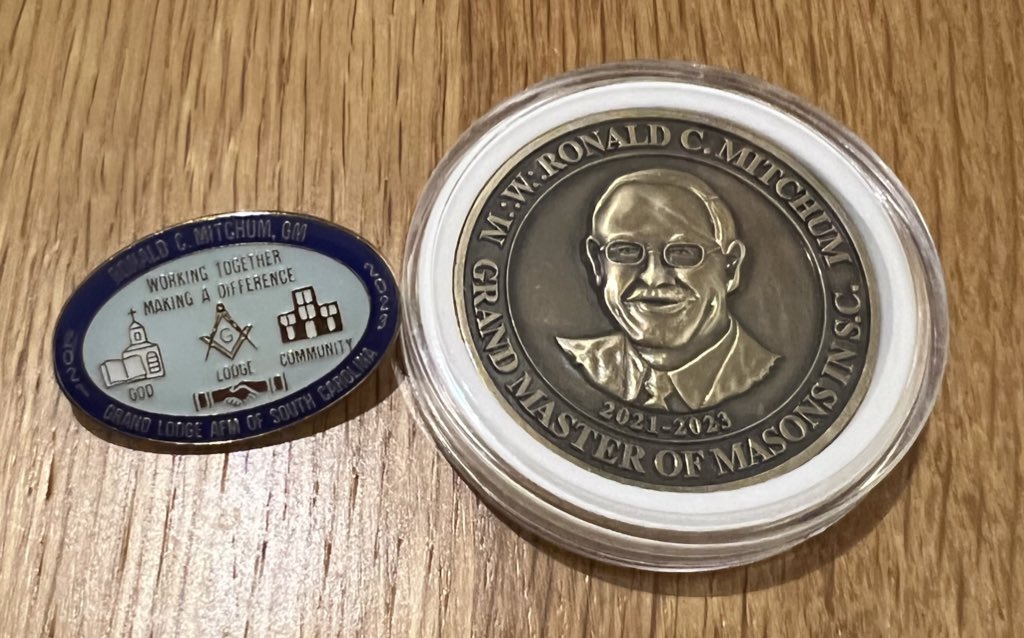 RONALD C. MITCHUM, GM
WORKING TOGETHER
MAKING A DIFFERENCE
G
GOD
LODGE
COMMUNITY
2021
2023
GRAND LODGE AFM OF SOUTH CAROLINA
M∴W∴RONALD C. MITCHUM
GRAND MASTER OF MASONS IN S.C.
2021-2023